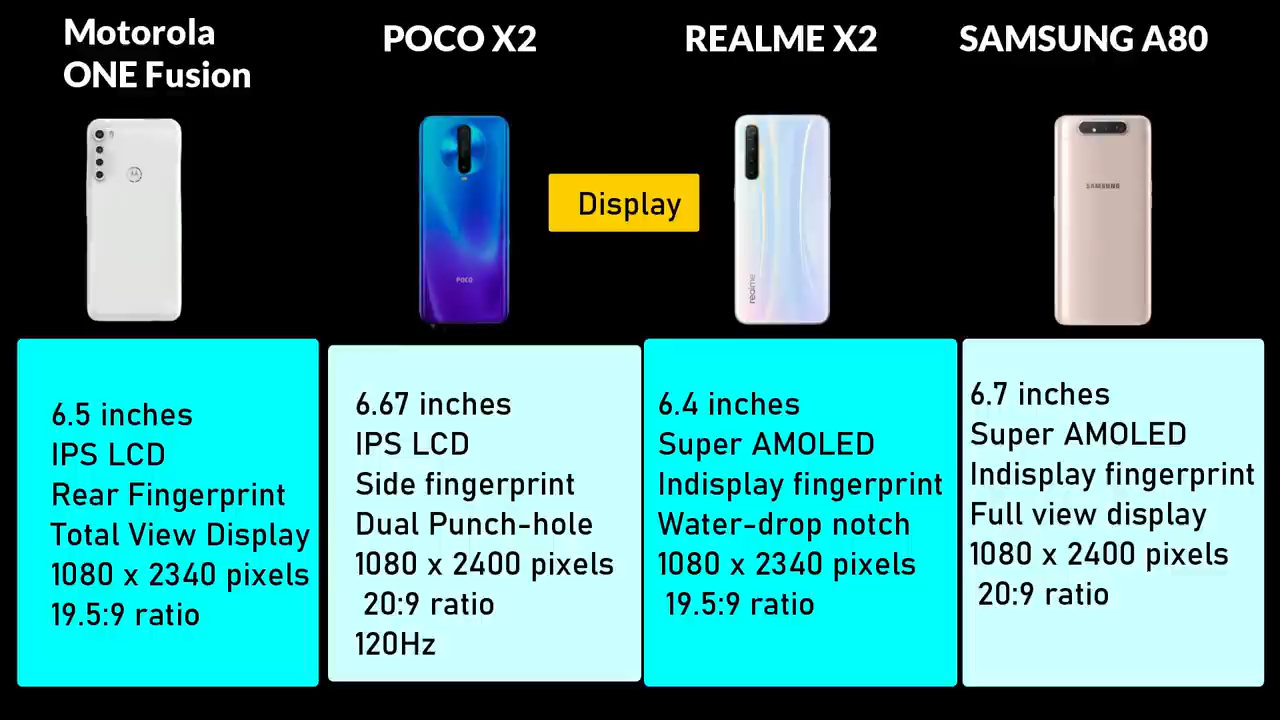 Motorola
ONE Fusion
POCO X2
REALME X2
SAMSUNG A80
POCO
Display
realme
SAMSUNG
6.5 inches
IPS LCD
Rear Fingerprint
Total View Display
1080 x 2340 pixels
19.5:9 ratio
6.67 inches
IPS LCD
Side fingerprint
Dual Punch-hole
1080 x 2400 pixels
20:9 ratio
120Hz
6.4 inches
Super AMOLED
Indisplay fingerprint
Water-drop notch
1080 x 2340 pixels
19.5:9 ratio
6.7 inches
Super AMOLED
Indisplay fingerprint
Full view display
1080 x 2400 pixels
20:9 ratio